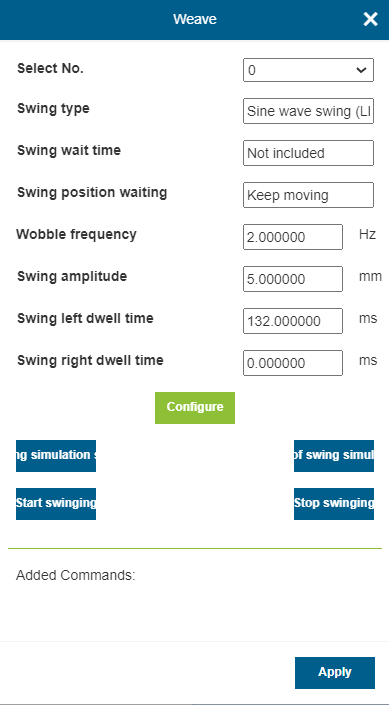 Weave
Select No. 0
Swing type Sine wave swing (LI
Swing wait time Not included
Swing position waiting Keep moving
Wobble frequency 2.000000 Hz
Swing amplitude 5.000000 mm
Swing left dwell time 132.000000 ms
Swing right dwell time 0.000000 ms
Configure
ng simulation s of swing simul
Start swinging Stop swinging
Added Commands:
Apply